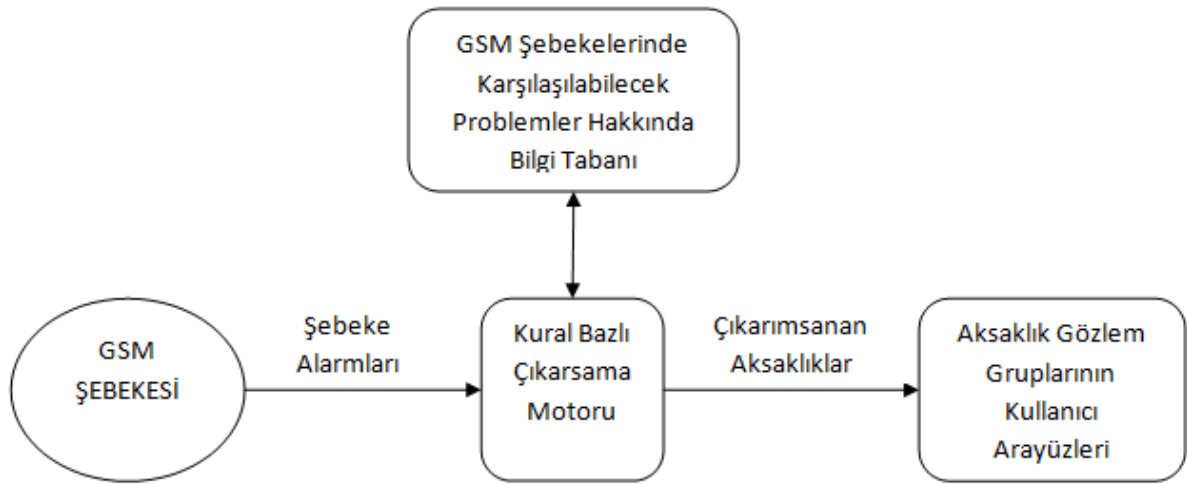 GSM Şebekelerinde
Karşılaşılabilecek
Problemler Hakkında
Bilgi Tabanı
GSM
ŞEBEKESİ
Şebeke
Alarmları
Kural Bazlı
Çıkarsama
Motoru
Çıkarımsanan
Aksaklıklar
Aksaklık Gözlem
Gruplarının
Kullanıcı
Arayüzleri